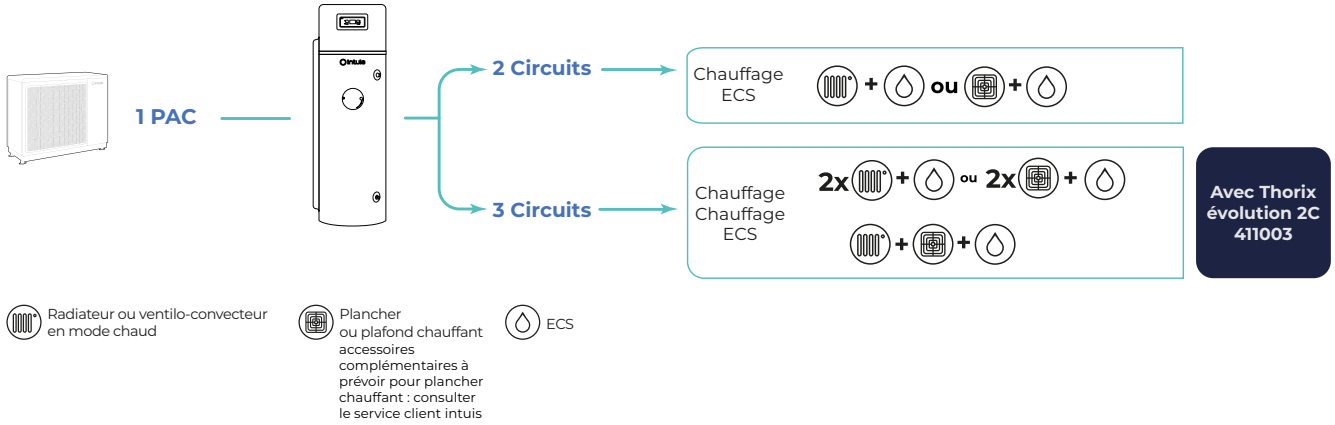 intuis
1 PAC
2 Circuits
Chauffage
ECS
+ ou +
3 Circuits
Chauffage
Chauffage
ECS
2x + ou 2x +
+ +
Avec Thorix
évolution 2C
411003
Radiateur ou ventilo-convecteur
en mode chaud
Plancher
ou plafond chauffant
accessoires
complémentaires à
prévoir pour plancher
chauffant : consulter
le service client intuis
ECS